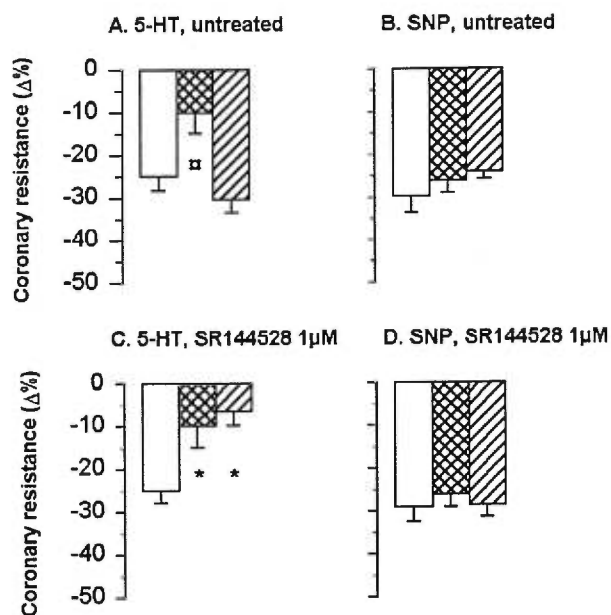 A. 5-HT, untreated
B. SNP, untreated
Coronary resistance (Δ%)
0
-10
-20
-30
-40
-50
¤
C. 5-HT, SR144528 1µM
D. SNP, SR144528 1µM
Coronary resistance (Δ%)
0
-10
-20
-30
-40
-50
* *